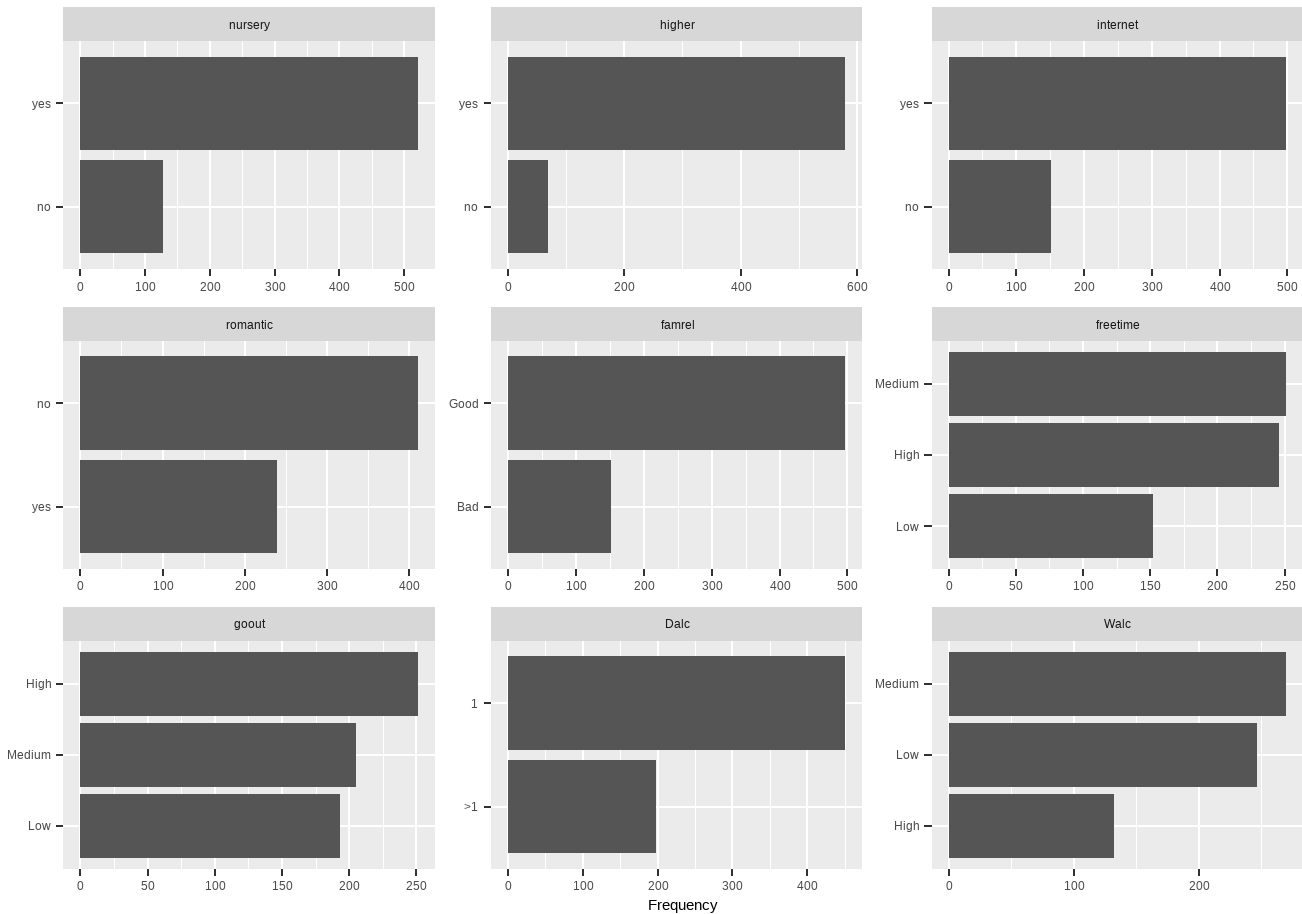 nursery
higher
internet
yes
no
0 100 200 300 400 500
yes
no
0 200 400 600
yes
no
0 100 200 300 400 500
romantic
famrel
freetime
no
yes
0 100 200 300 400
Good
Bad
0 100 200 300 400 500
Medium
High
Low
0 50 100 150 200 250
goout
Dalc
Walc
High
Medium
Low
0 50 100 150 200 250
1
>1
0 100 200 300 400
Medium
Low
High
0 100 200
Frequency